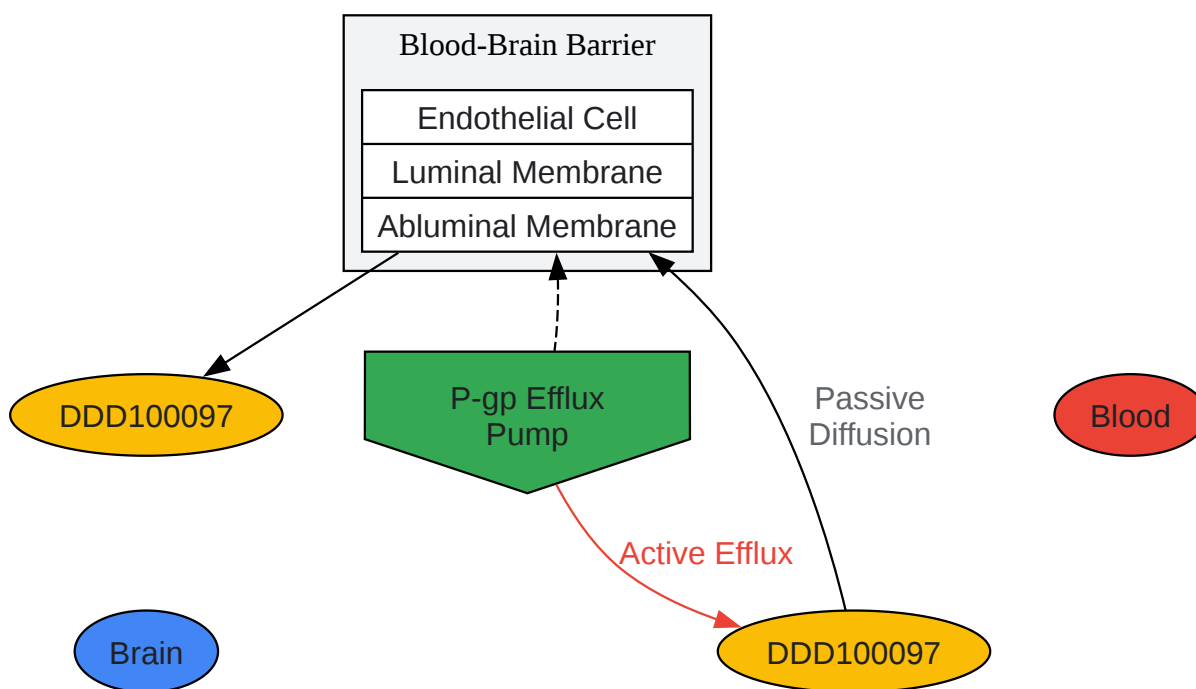 Blood-Brain Barrier
Endothelial Cell
Luminal Membrane
Abluminal Membrane
DDD100097
P-gp Efflux
Pump
Passive
Diffusion
Blood
Active Efflux
Brain
DDD100097